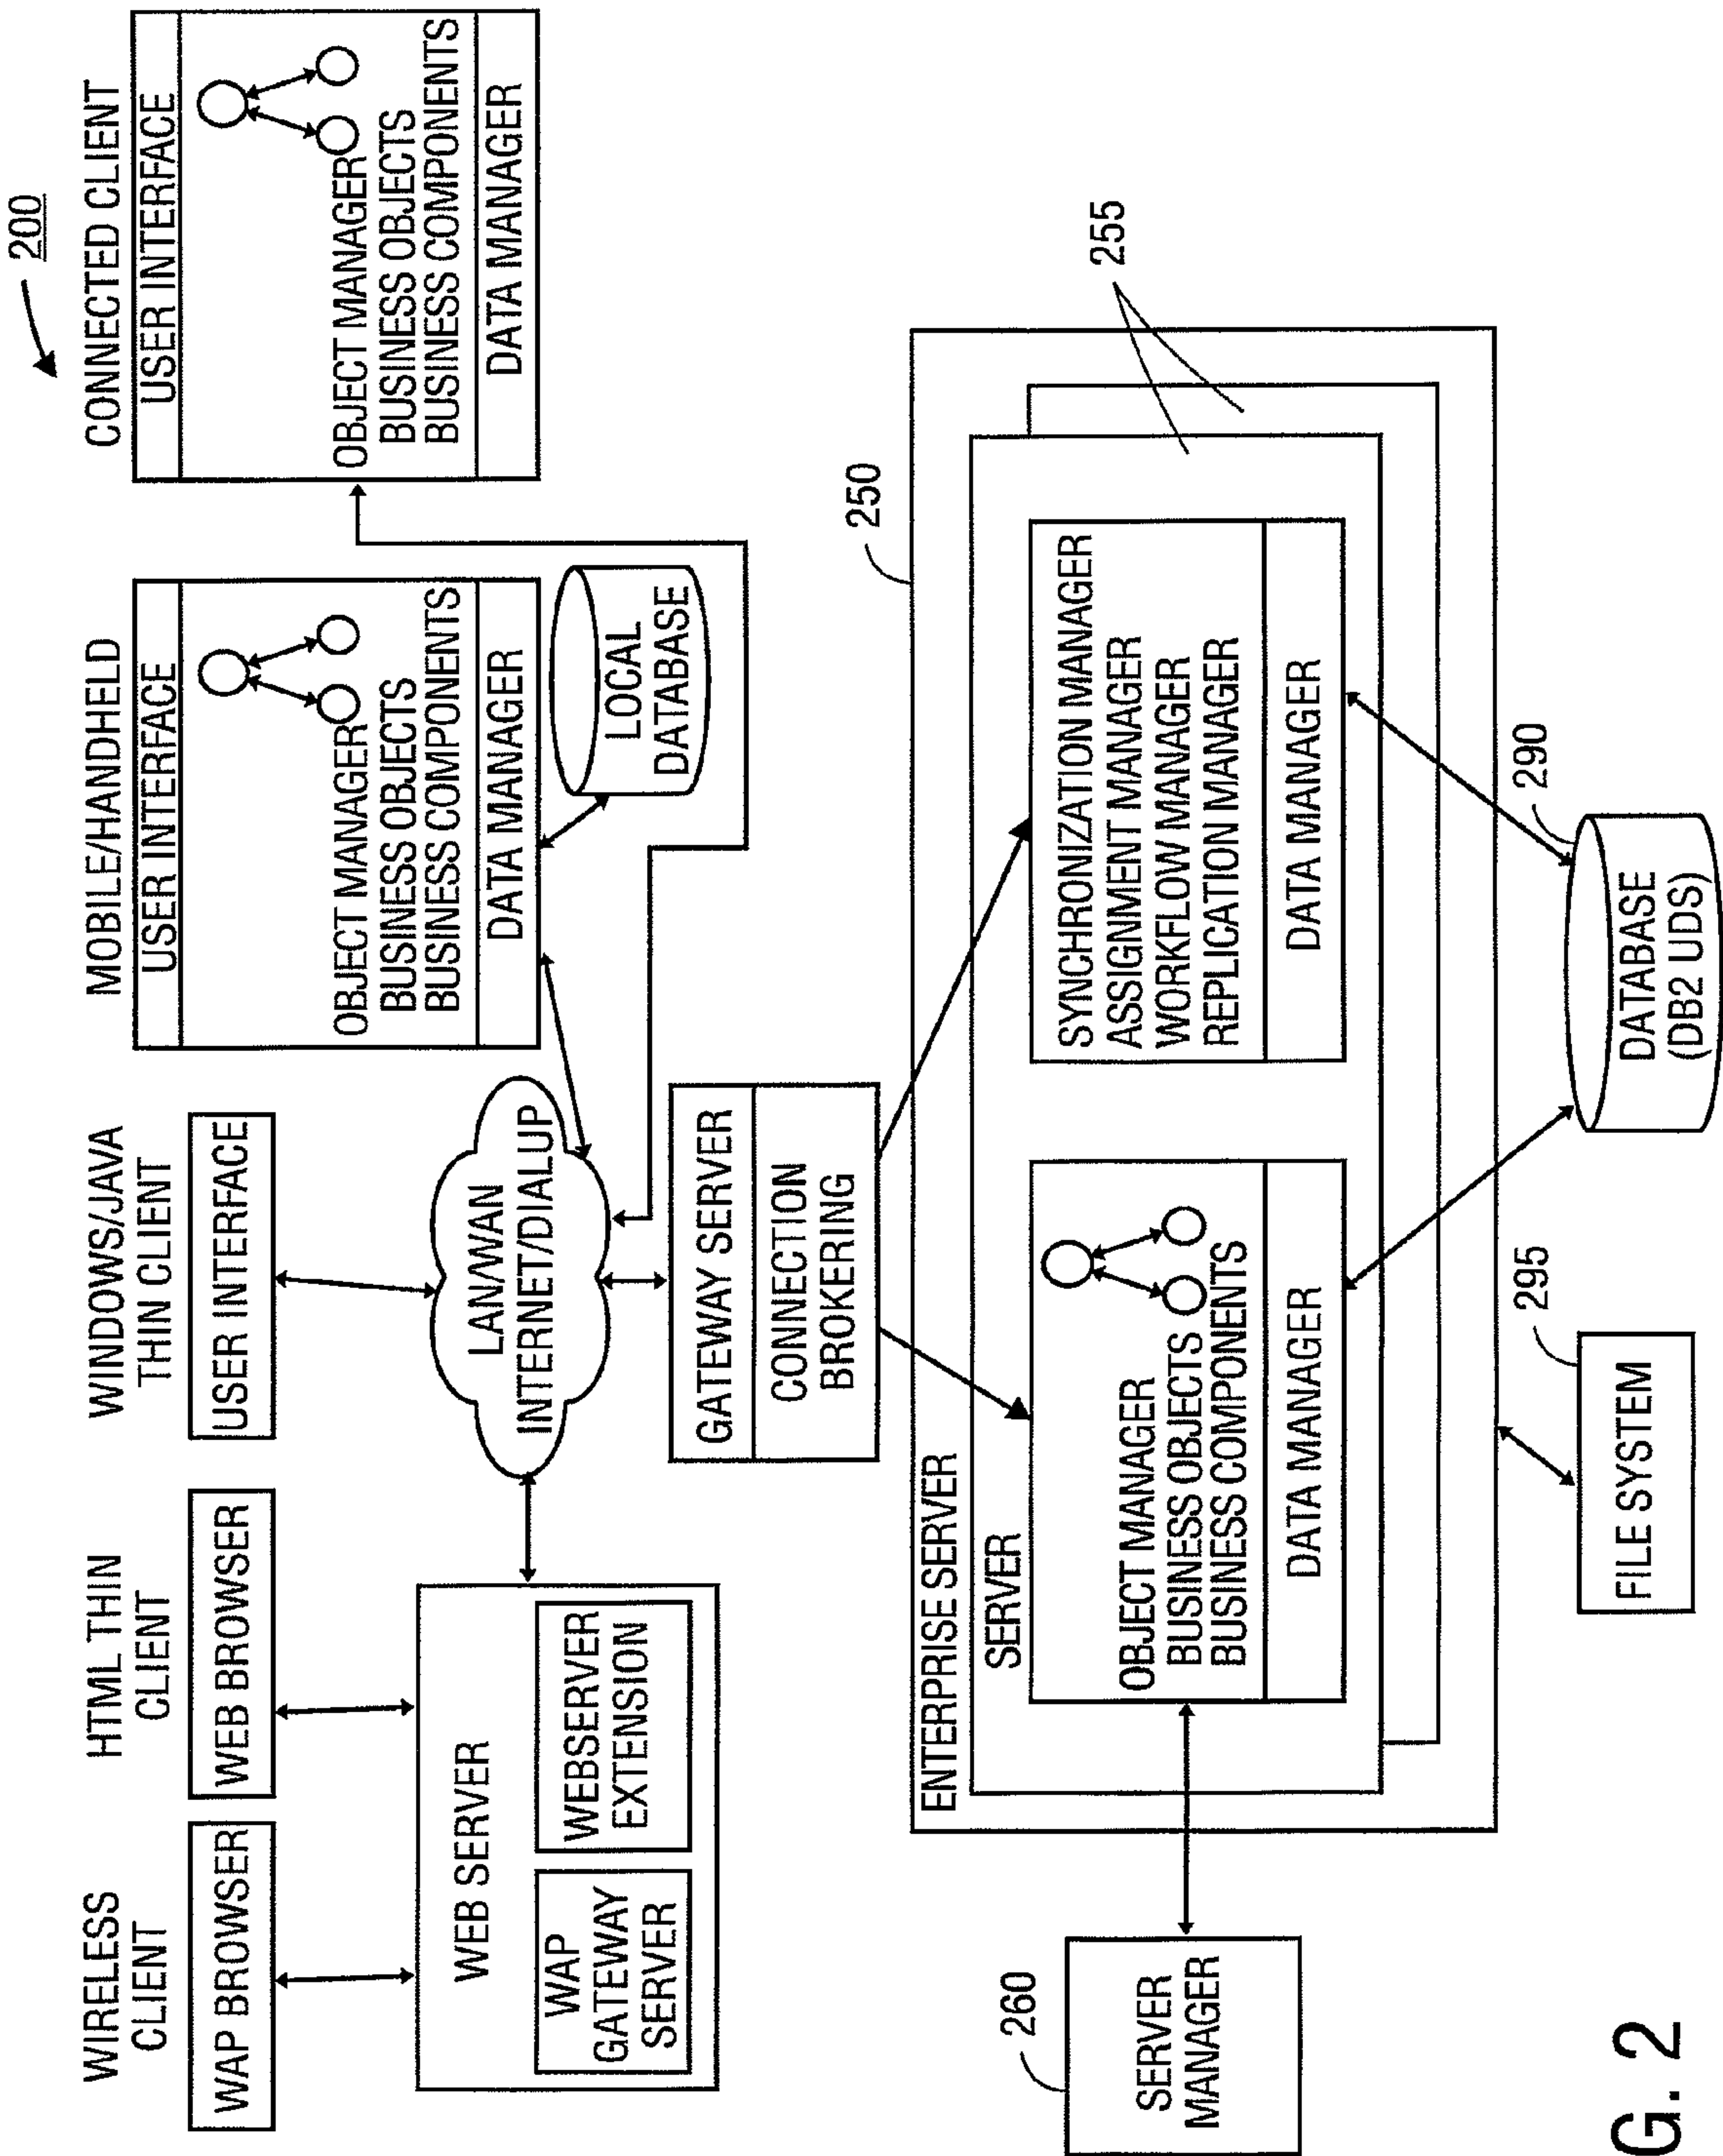 200
WIRELESS
CLIENT
WAP BROWSER
HTML THIN
CLIENT
WEB BROWSER
WINDOWS/JAVA
THIN CLIENT
USER INTERFACE
MOBILE/HANDHELD
USER INTERFACE
OBJECT MANAGER
BUSINESS OBJECTS
BUSINESS COMPONENTS
DATA MANAGER
LOCAL
DATABASE
CONNECTED CLIENT
USER INTERFACE
OBJECT MANAGER
BUSINESS OBJECTS
BUSINESS COMPONENTS
DATA MANAGER
WEB SERVER
WAP
GATEWAY
SERVER
WEBSERVER
EXTENSION
LAN/WAN
INTERNET/DIALUP
GATEWAY SERVER
CONNECTION
BROKERING
250
ENTERPRISE SERVER
255
SERVER
OBJECT MANAGER
BUSINESS OBJECTS
BUSINESS COMPONENTS
DATA MANAGER
SYNCHRONIZATION MANAGER
ASSIGNMENT MANAGER
WORKFLOW MANAGER
REPLICATION MANAGER
DATA MANAGER
260
SERVER
MANAGER
295
FILE SYSTEM
290
DATABASE
(DB2 UDS)
G. 2